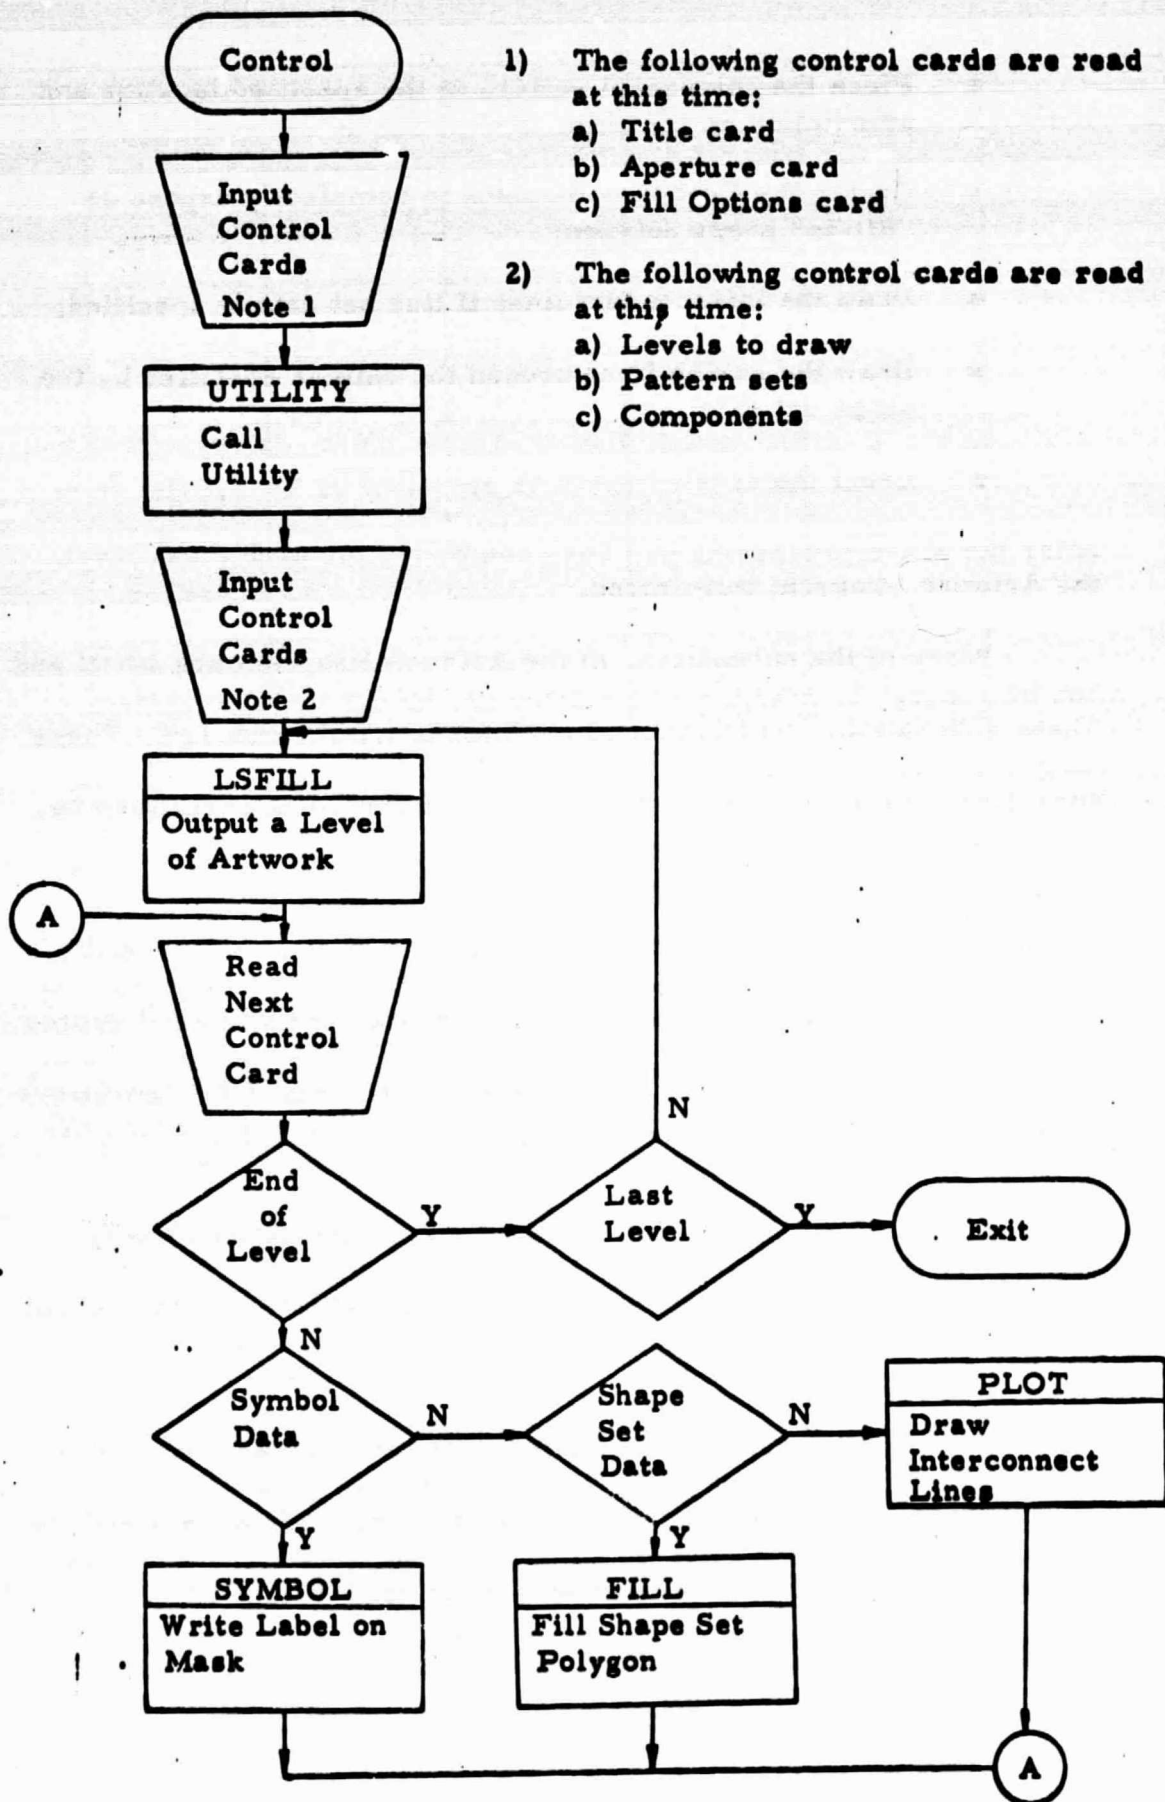 Control
1) The following control cards are read
at this time:
a) Title card
b) Aperture card
c) Fill Options card
2) The following control cards are read
at this time:
a) Levels to draw
b) Pattern sets
c) Components
Input
Control
Cards
Note 1
UTILITY
Call
Utility
Input
Control
Cards
Note 2
LSFILL
Output a Level
of Artwork
A
Read
Next
Control
Card
End
of
Level
Y
N
Last
Level
N
Y
Exit
Symbol
Data
N
Y
Shape
Set
Data
N
Y
PLOT
Draw
Interconnect
Lines
SYMBOL
Write Label on
Mask
FILL
Fill Shape Set
Polygon
A